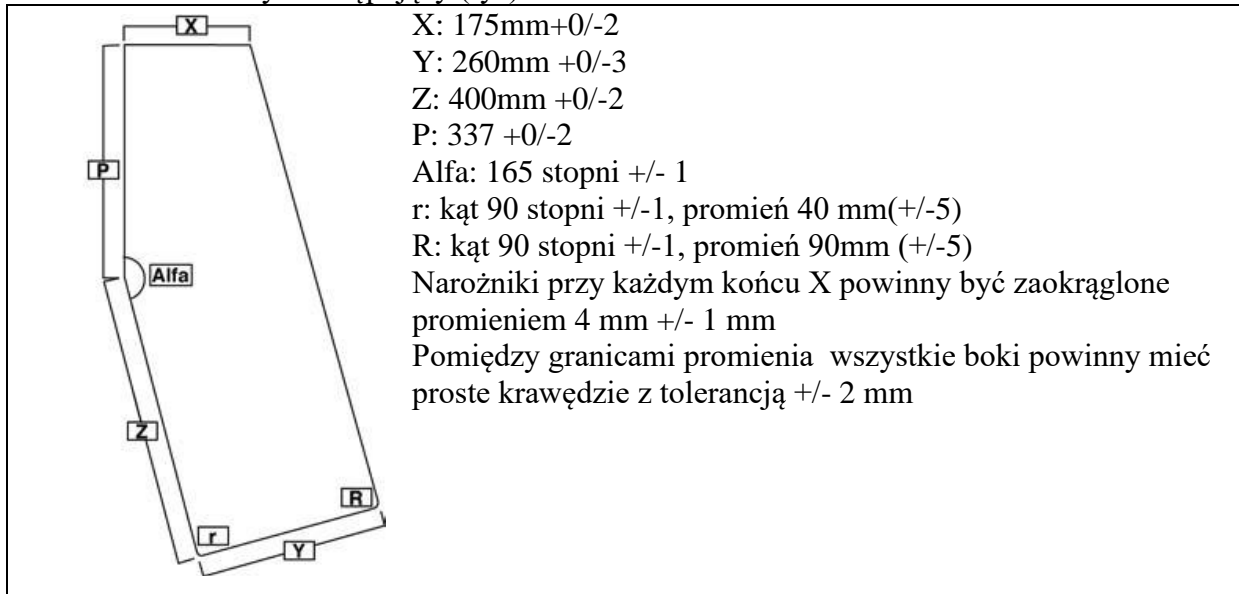 X: 175mm+0/-2
Y: 260mm +0/-3
Z: 400mm +0/-2
P: 337 +0/-2
Alfa: 165 stopni +/- 1
r: kąt 90 stopni +/-1, promień 40 mm(+/-5)
R: kąt 90 stopni +/-1, promień 90mm (+/-5)
Narożniki przy każdym końcu X powinny być zaokrąglone
promieniem 4 mm +/- 1 mm
Pomiędzy granicami promienia  wszystkie boki powinny mieć
proste krawędzie z tolerancją +/- 2 mm
X
P
Alfa
Z
R
r
Y